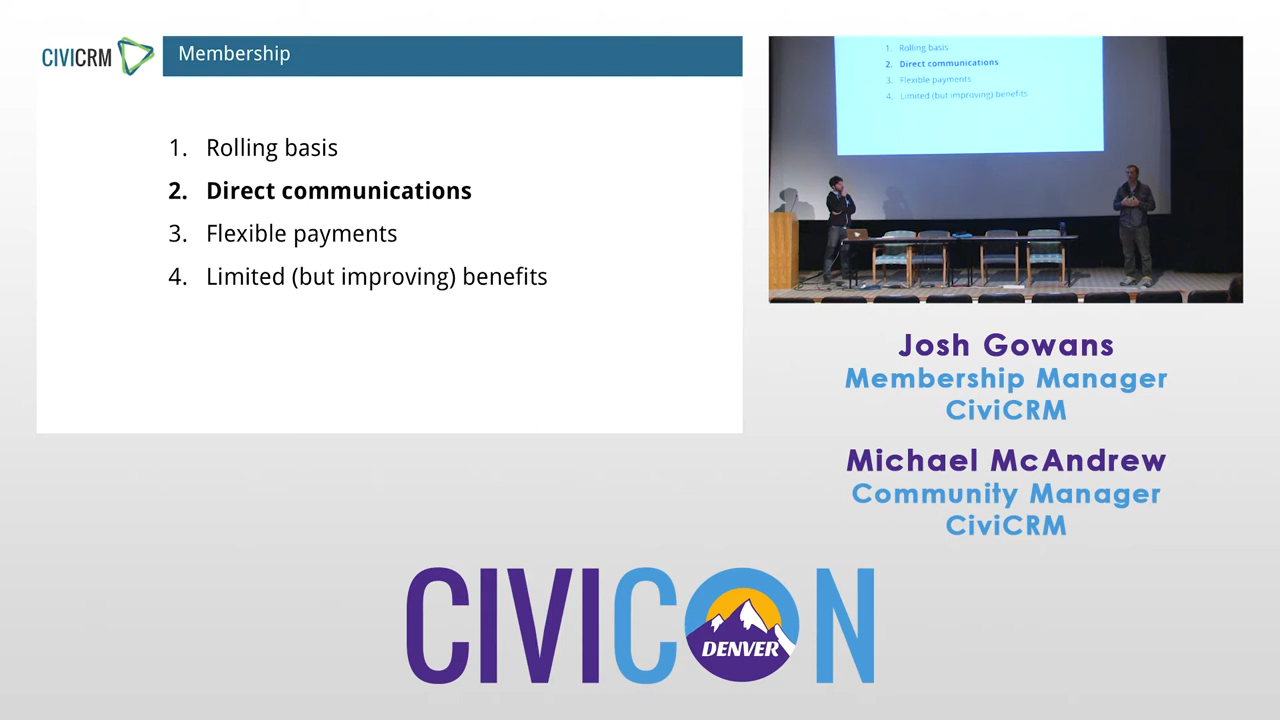 CIVICRM
Membership
1. Rolling basis
2. Direct communications
3. Flexible payments
4. Limited (but improving) benefits
1. Rolling basis
2. Direct communications
3. Flexible payments
4. Limited (but improving) benefits
Josh Gowans
Membership Manager
CiviCRM
Michael McAndrew
Community Manager
CiviCRM
CIVICON
DENVER